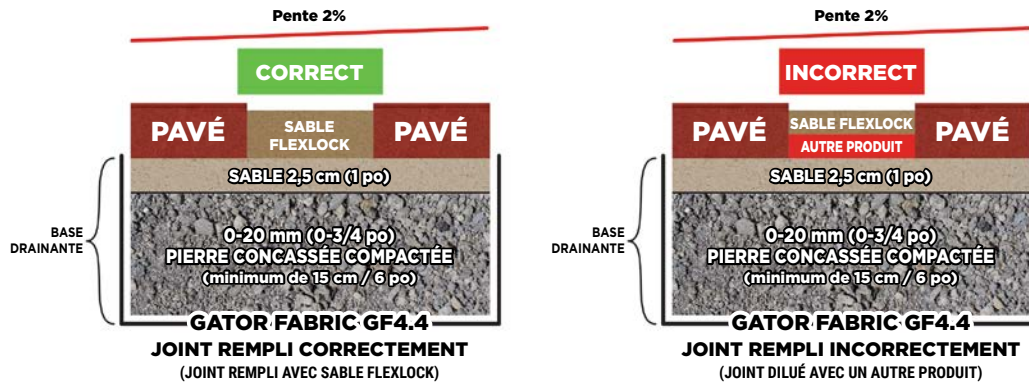 Pente 2%
CORRECT
PAVÉ
SABLE
FLEXLOCK
PAVÉ
SABLE 2,5 cm (1 po)
BASE
DRAINANTE
0-20 mm (0-3/4 po)
PIERRE CONCASSÉE COMPACTÉE
(minimum de 15 cm / 6 po)
GATOR FABRIC GF4.4
JOINT REMPLI CORRECTEMENT
(JOINT REMPLI AVEC SABLE FLEXLOCK)
Pente 2%
INCORRECT
PAVÉ
SABLE FLEXLOCK
AUTRE PRODUIT
PAVÉ
SABLE 2,5 cm (1 po)
BASE
DRAINANTE
0-20 mm (0-3/4 po)
PIERRE CONCASSÉE COMPACTÉE
(minimum de 15 cm / 6 po)
GATOR FABRIC GF4.4
JOINT REMPLI INCORRECTEMENT
(JOINT DILUÉ AVEC UN AUTRE PRODUIT)